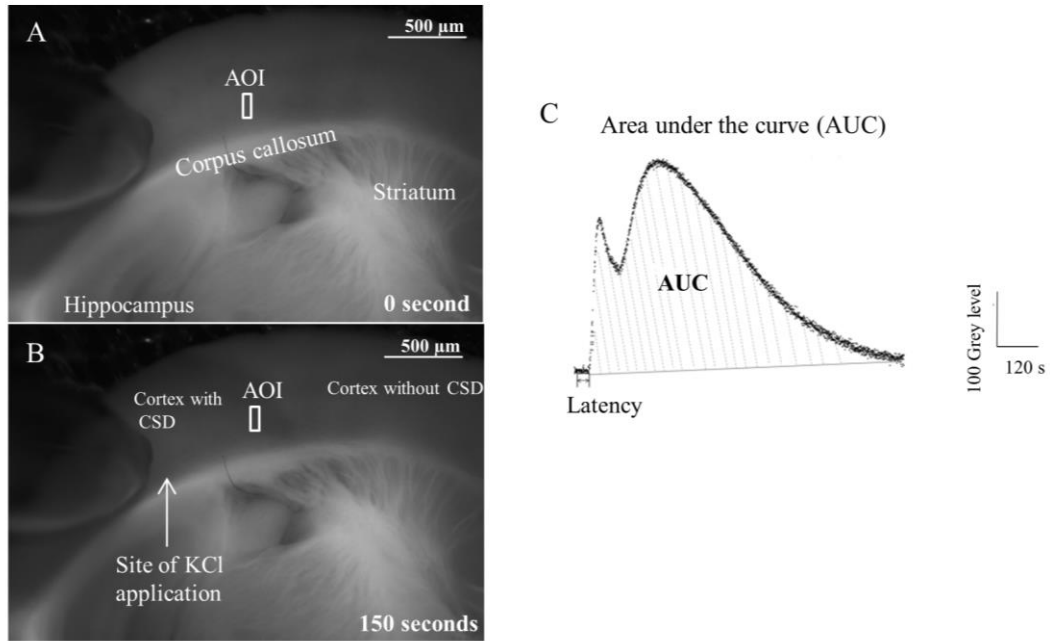 A
500 µm
AOI
Corpus callosum
Striatum
Hippocampus
0 second
B
500 µm
Cortex with
CSD
AOI
Cortex without CSD
Site of KCl
application
150 seconds
C
Area under the curve (AUC)
AUC
Latency
100 Grey level
120 s